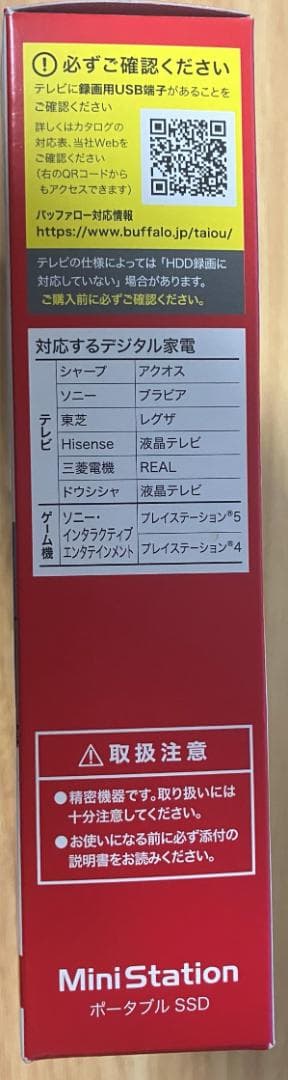 ! 必ずご確認ください
テレビに録画用USB端子があることを
ご確認ください
詳しくはカタログの
対応表、当社Webを
ご確認ください
(右のQRコードから
もアクセスできます)
バッファロー対応情報
https://www.buffalo.jp/taiou/
テレビの仕様によっては「HDD録画に
対応していない」場合があります。
ご購入前に必ずご確認ください。
対応するデジタル家電
テレビ
シャープ アクオス
ソニー ブラビア
東芝 レグザ
Hisense 液晶テレビ
三菱電機 REAL
ドウシシャ 液晶テレビ
ゲーム機
ソニー・
インタラクティブ
エンタテインメント
プレイステーション®5
プレイステーション®4
⚠取扱注意
●精密機器です。取り扱いには
十分注意してください。
●お使いになる前に必ず添付の
説明書をお読みください。
MiniStation
ポータブル SSD